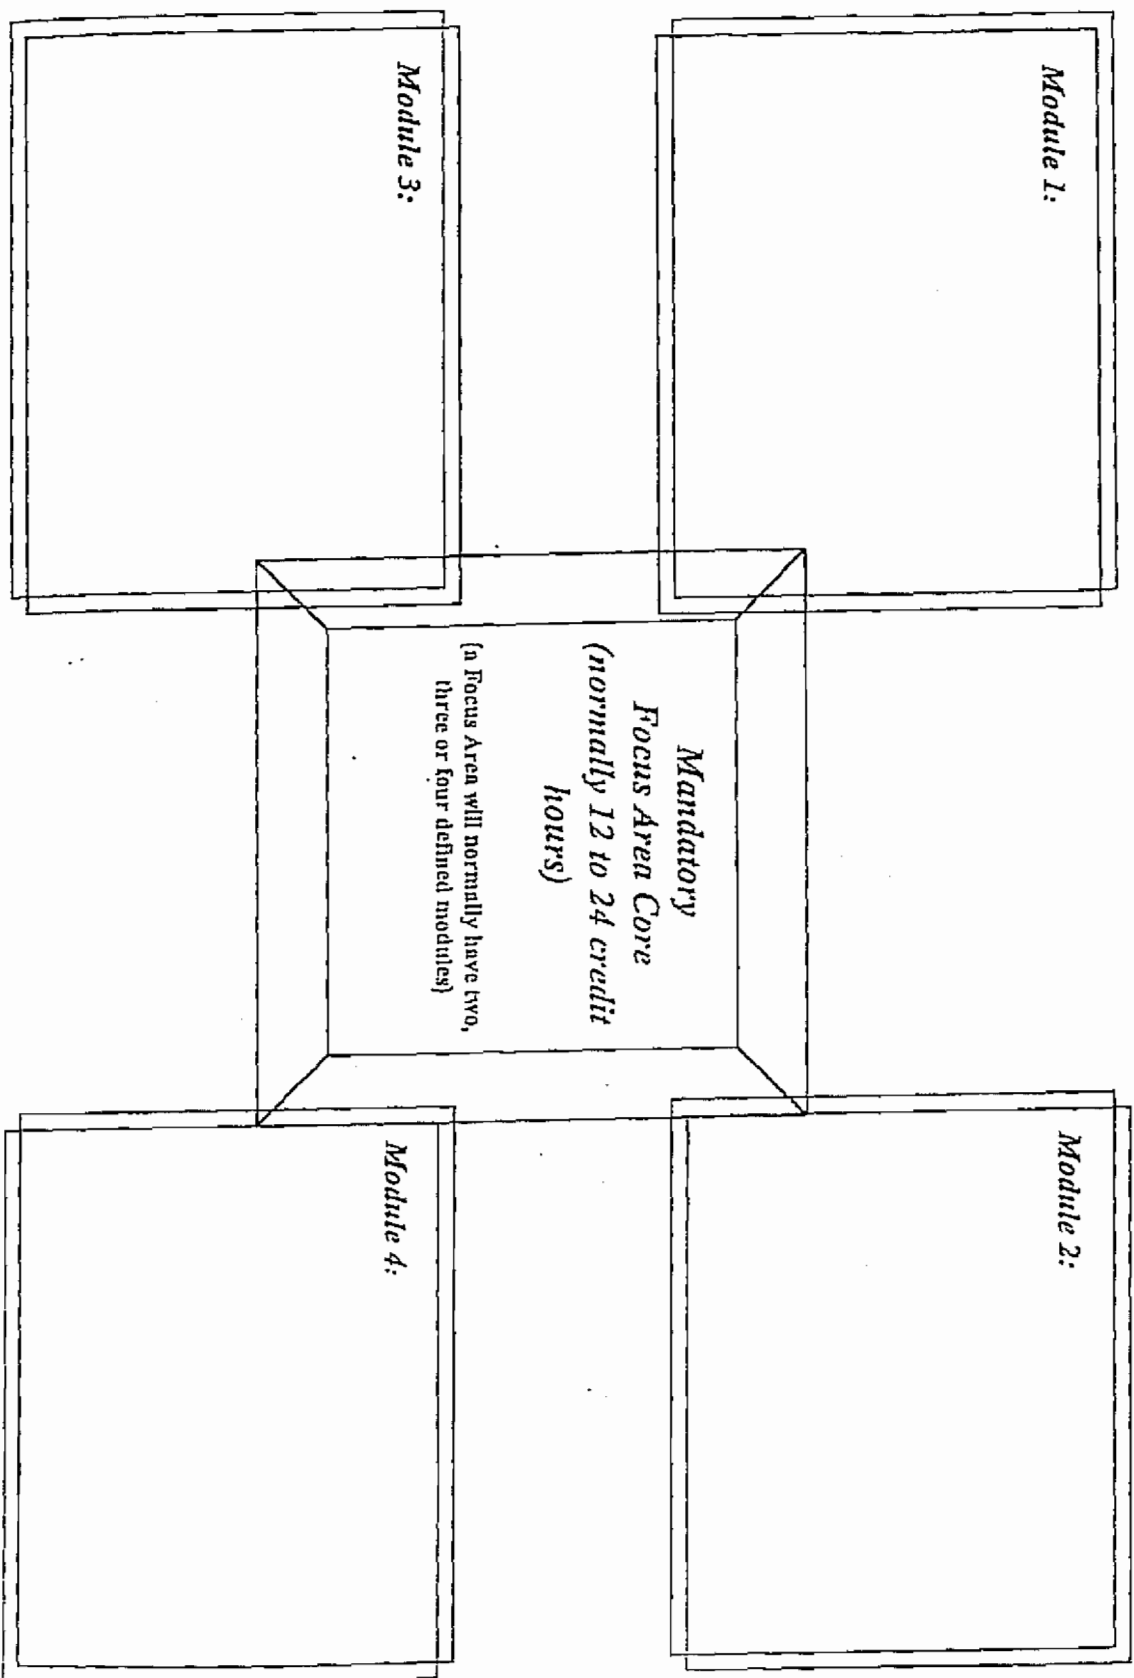 Module 1:
Module 2:
Mandatory
Focus Area Core
(normally 12 to 24 credit
hours)
(a Focus Area will normally have two,
three or four defined modules)
Module 3:
Module 4: